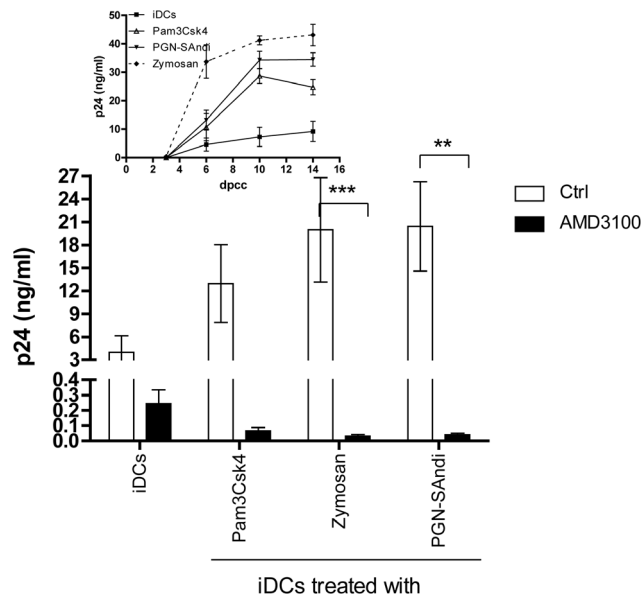 iDCs
Pam3Csk4
PGN-SAndi
Zymosan
p24 (ng/ml)
50
40
30
20
10
0
0 2 4 6 8 10 12 14 16
dpcc
p24 (ng/ml)
27
24
21
18
15
12
9
6
3
0.4
0.3
0.2
0.1
0.0
***
**
Ctrl
AMD3100
iDCs
Pam3Csk4
Zymosan
PGN-SAndi
iDCs treated with